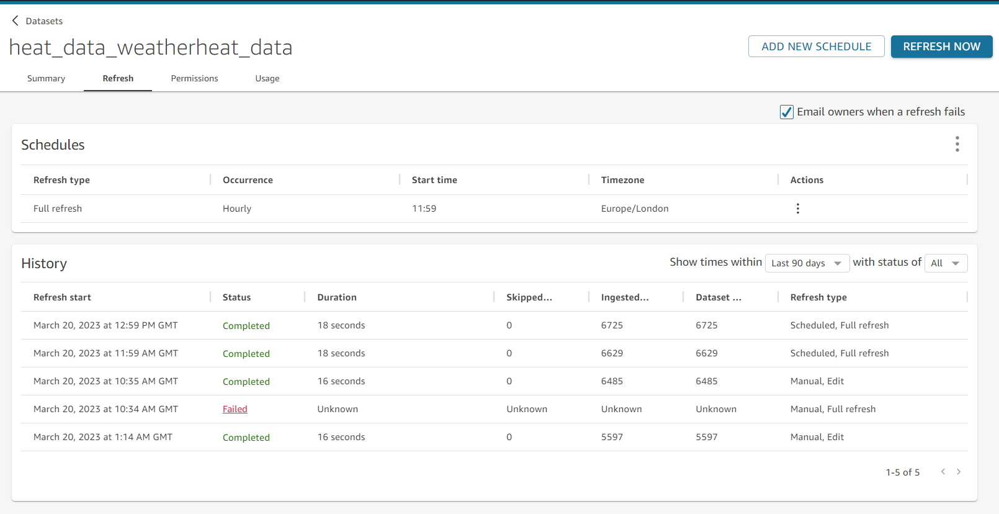 Datasets
heat_data_weatherheat_data
ADD NEW SCHEDULE
REFRESH NOW
Summary Refresh Permissions Usage
Email owners when a refresh fails
Schedules
Refresh type Occurrence Start time Timezone Actions
Full refresh Hourly 11:59 Europe/London
History
Show times within Last 90 days with status of All
Refresh start Status Duration Skipped... Ingested... Dataset ... Refresh type
March 20, 2023 at 12:59 PM GMT Completed 18 seconds 0 6725 6725 Scheduled, Full refresh
March 20, 2023 at 11:59 AM GMT Completed 18 seconds 0 6629 6629 Scheduled, Full refresh
March 20, 2023 at 10:35 AM GMT Completed 16 seconds 0 6485 6485 Manual, Edit
March 20, 2023 at 10:34 AM GMT Failed Unknown Unknown Unknown Unknown Manual, Full refresh
March 20, 2023 at 1:14 AM GMT Completed 16 seconds 0 5597 5597 Manual, Edit
1-5 of 5